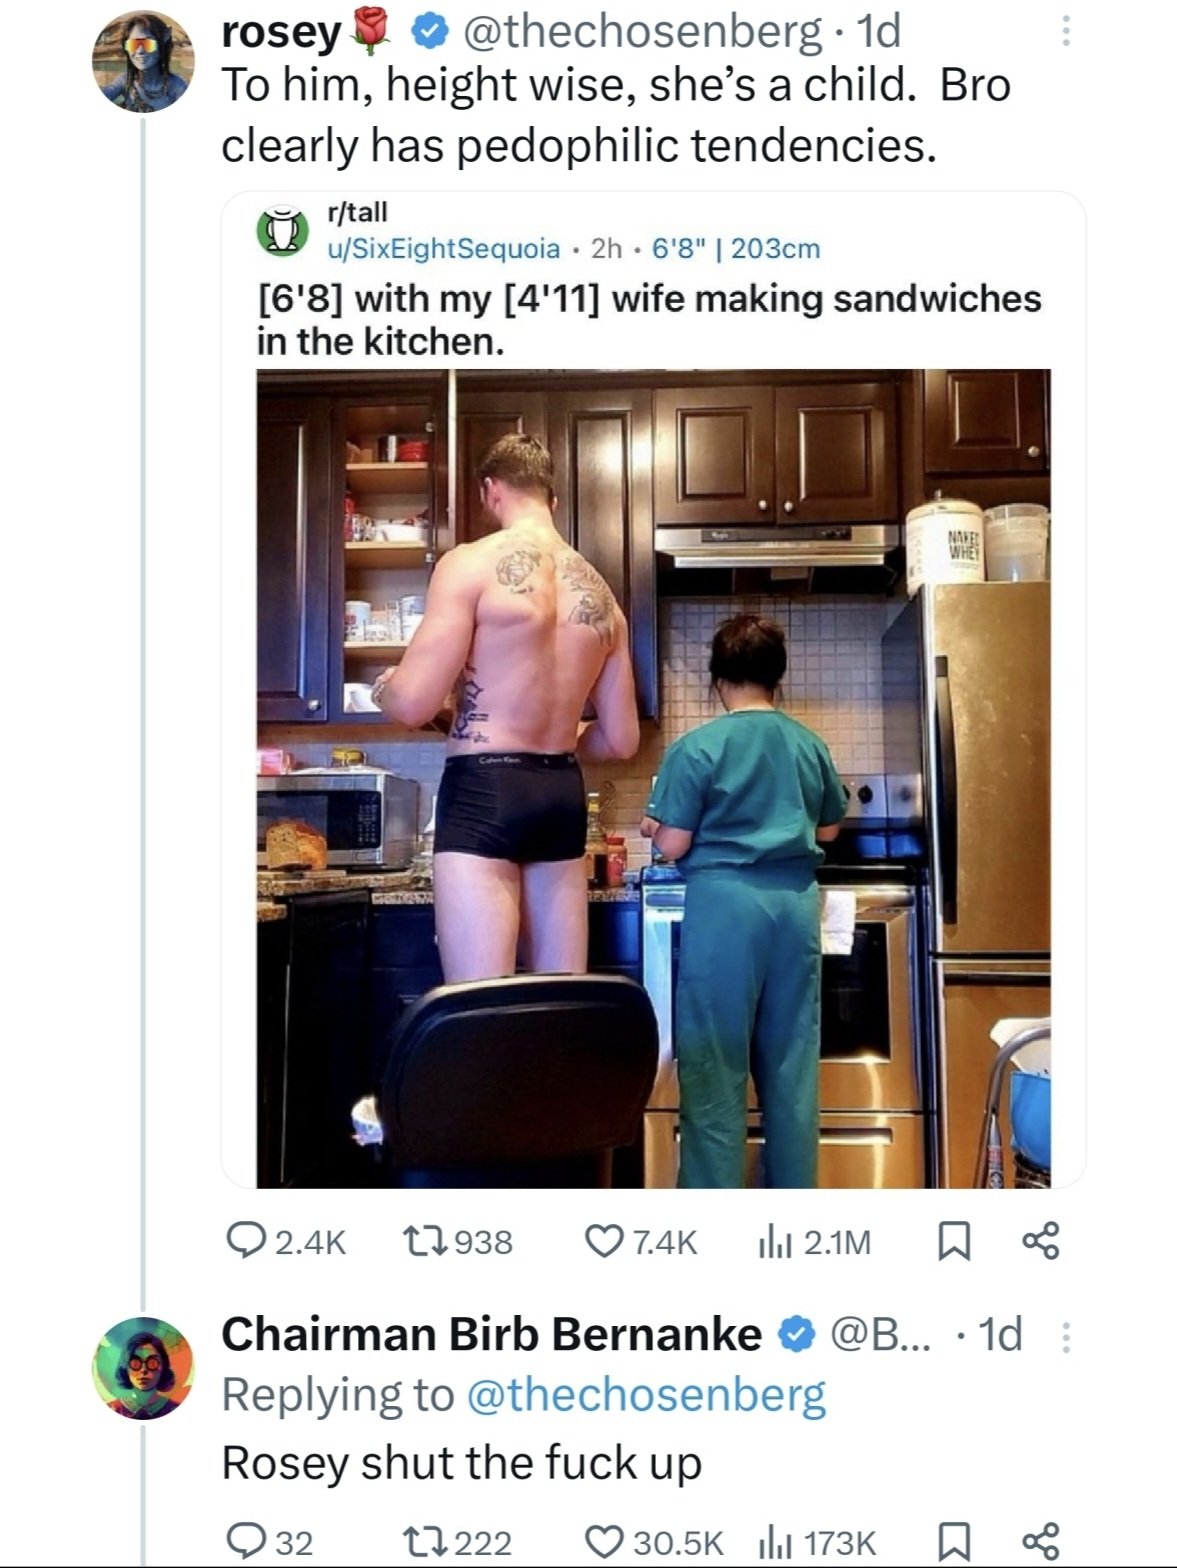 rosey🌹 @thechosenberg · 1d
To him, height wise, she's a child. Bro
clearly has pedophilic tendencies.
r/tall
u/SixEightSequoia • 2h • 6'8" | 203cm
[6'8] with my [4'11] wife making sandwiches
in the kitchen.
NAKED
WHEY
Calvin Klein
2.4K 938 7.4K 2.1M
Chairman Birb Bernanke @B... · 1d
Replying to @thechosenberg
Rosey shut the fuck up
32 222 30.5K 173K